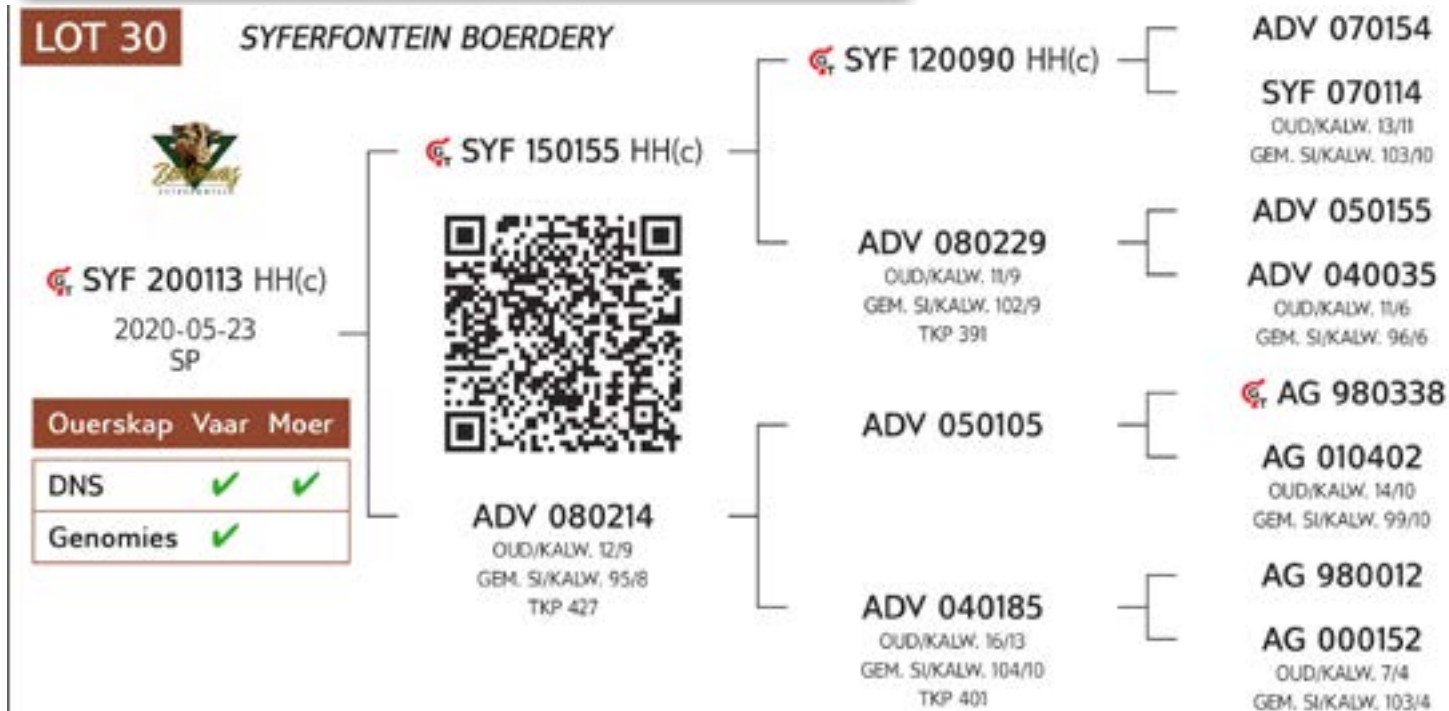 LOT 30
SYFERFONTEIN BOERDERY
SYF 200113 HH(c)
2020-05-23
SP
Ouerskap Vaar Moer
DNS ✔ ✔
Genomies ✔
SYF 150155 HH(c)
ADV 080214
OUD/KALW. 12/9
GEM. SI/KALW. 95/8
TKP 427
SYF 120090 HH(c)
ADV 080229
OUD/KALW. 11/9
GEM. SI/KALW. 102/9
TKP 391
ADV 050105
ADV 040185
OUD/KALW. 16/13
GEM. SI/KALW. 104/10
TKP 401
ADV 070154
SYF 070114
OUD/KALW. 13/11
GEM. SI/KALW. 103/10
ADV 050155
ADV 040035
OUD/KALW. 11/6
GEM. SI/KALW. 96/6
AG 980338
AG 010402
OUD/KALW. 14/10
GEM. SI/KALW. 99/10
AG 980012
AG 000152
OUD/KALW. 7/4
GEM. SI/KALW. 103/4